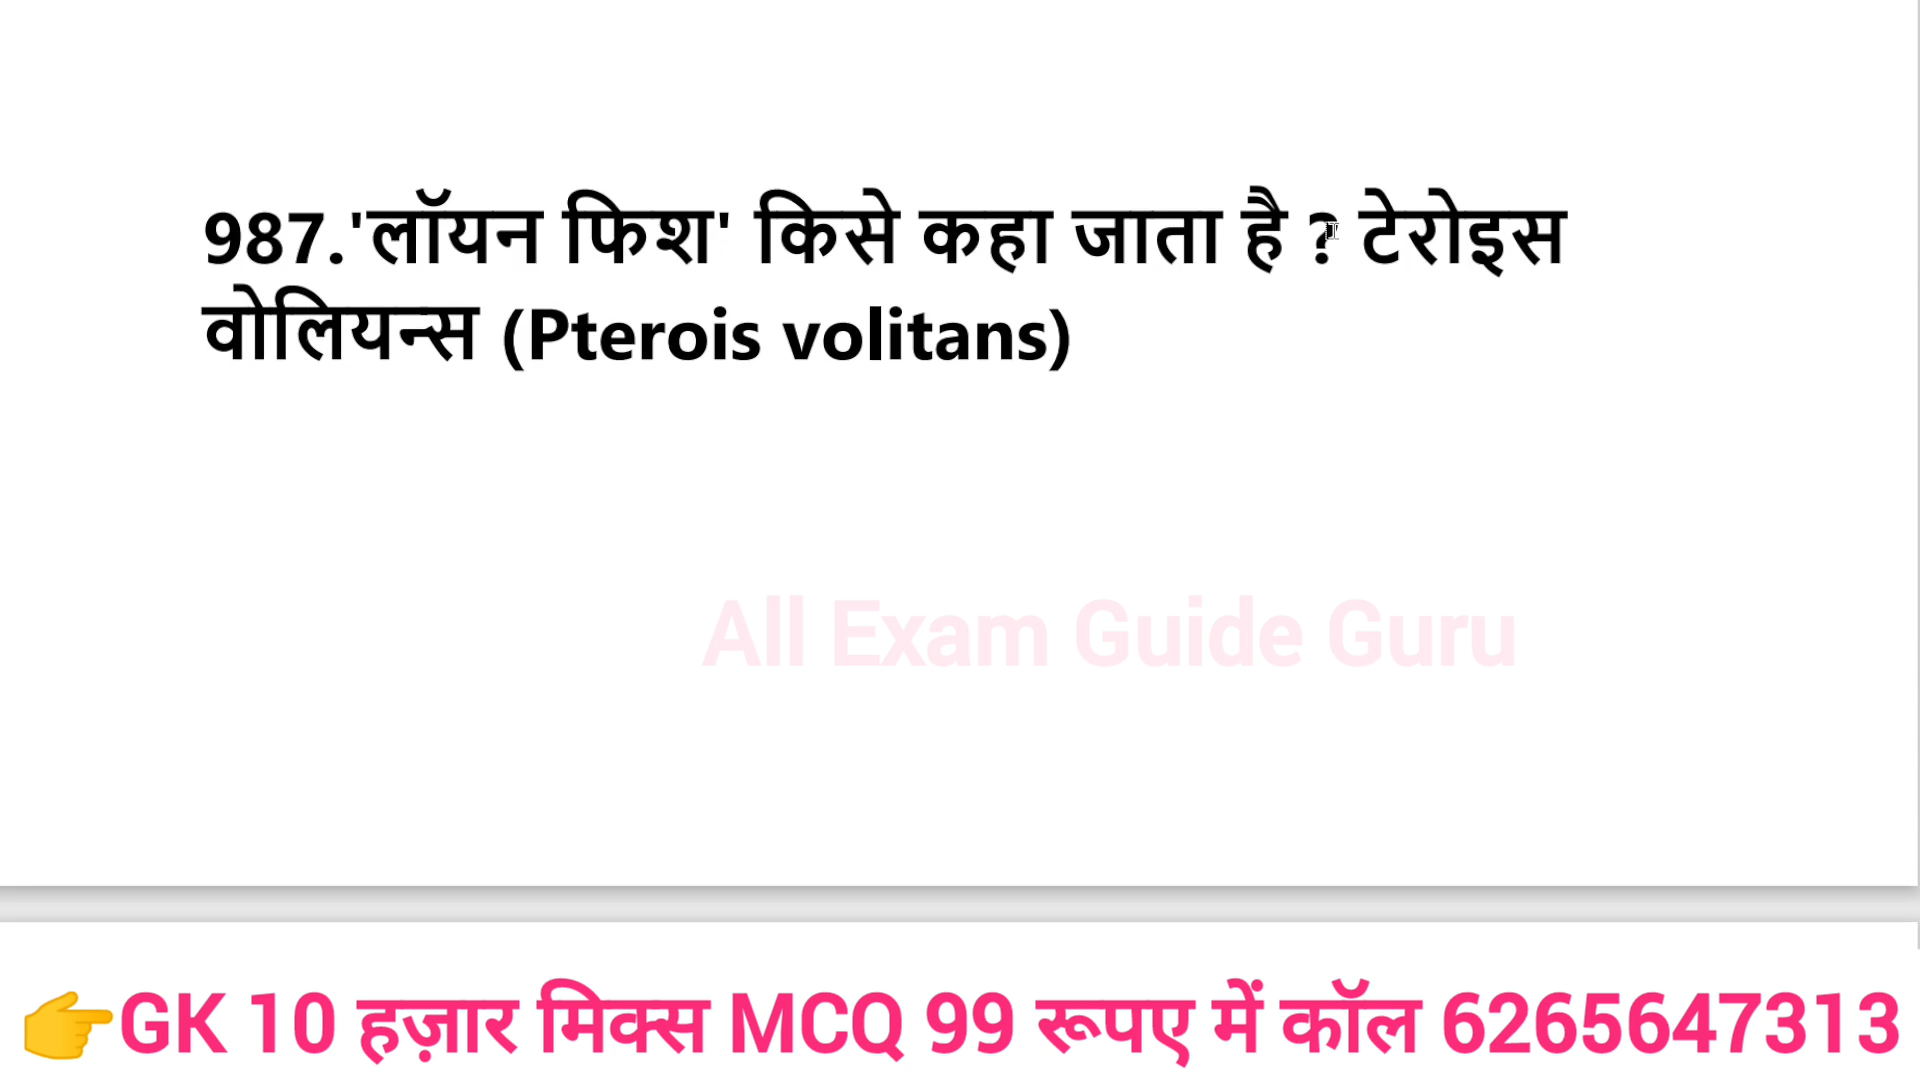 987.'लॉयन फिश' किसे कहा जाता है ? टेरोइस
वोलियन्स (Pterois volitans)
All Exam Guide Guru
👉GK 10 हज़ार मिक्स MCQ 99 रूपए में कॉल 6265647313